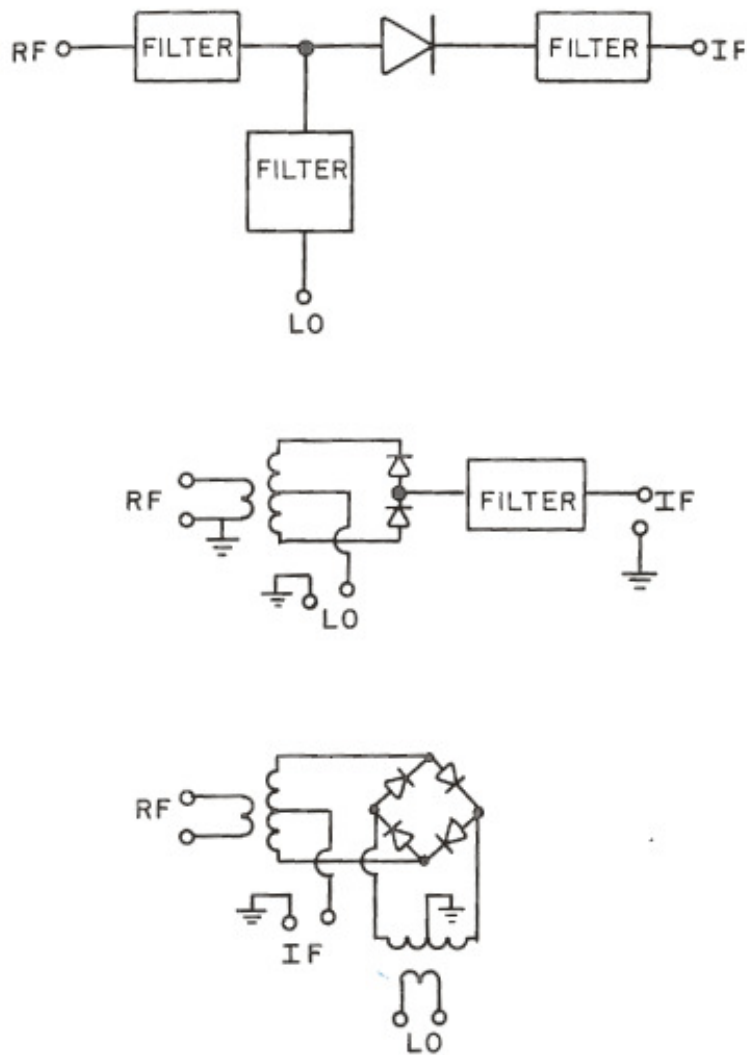 RF FILTER FILTER IF
FILTER
LO
RF FILTER IF
LO
RF
IF
LO